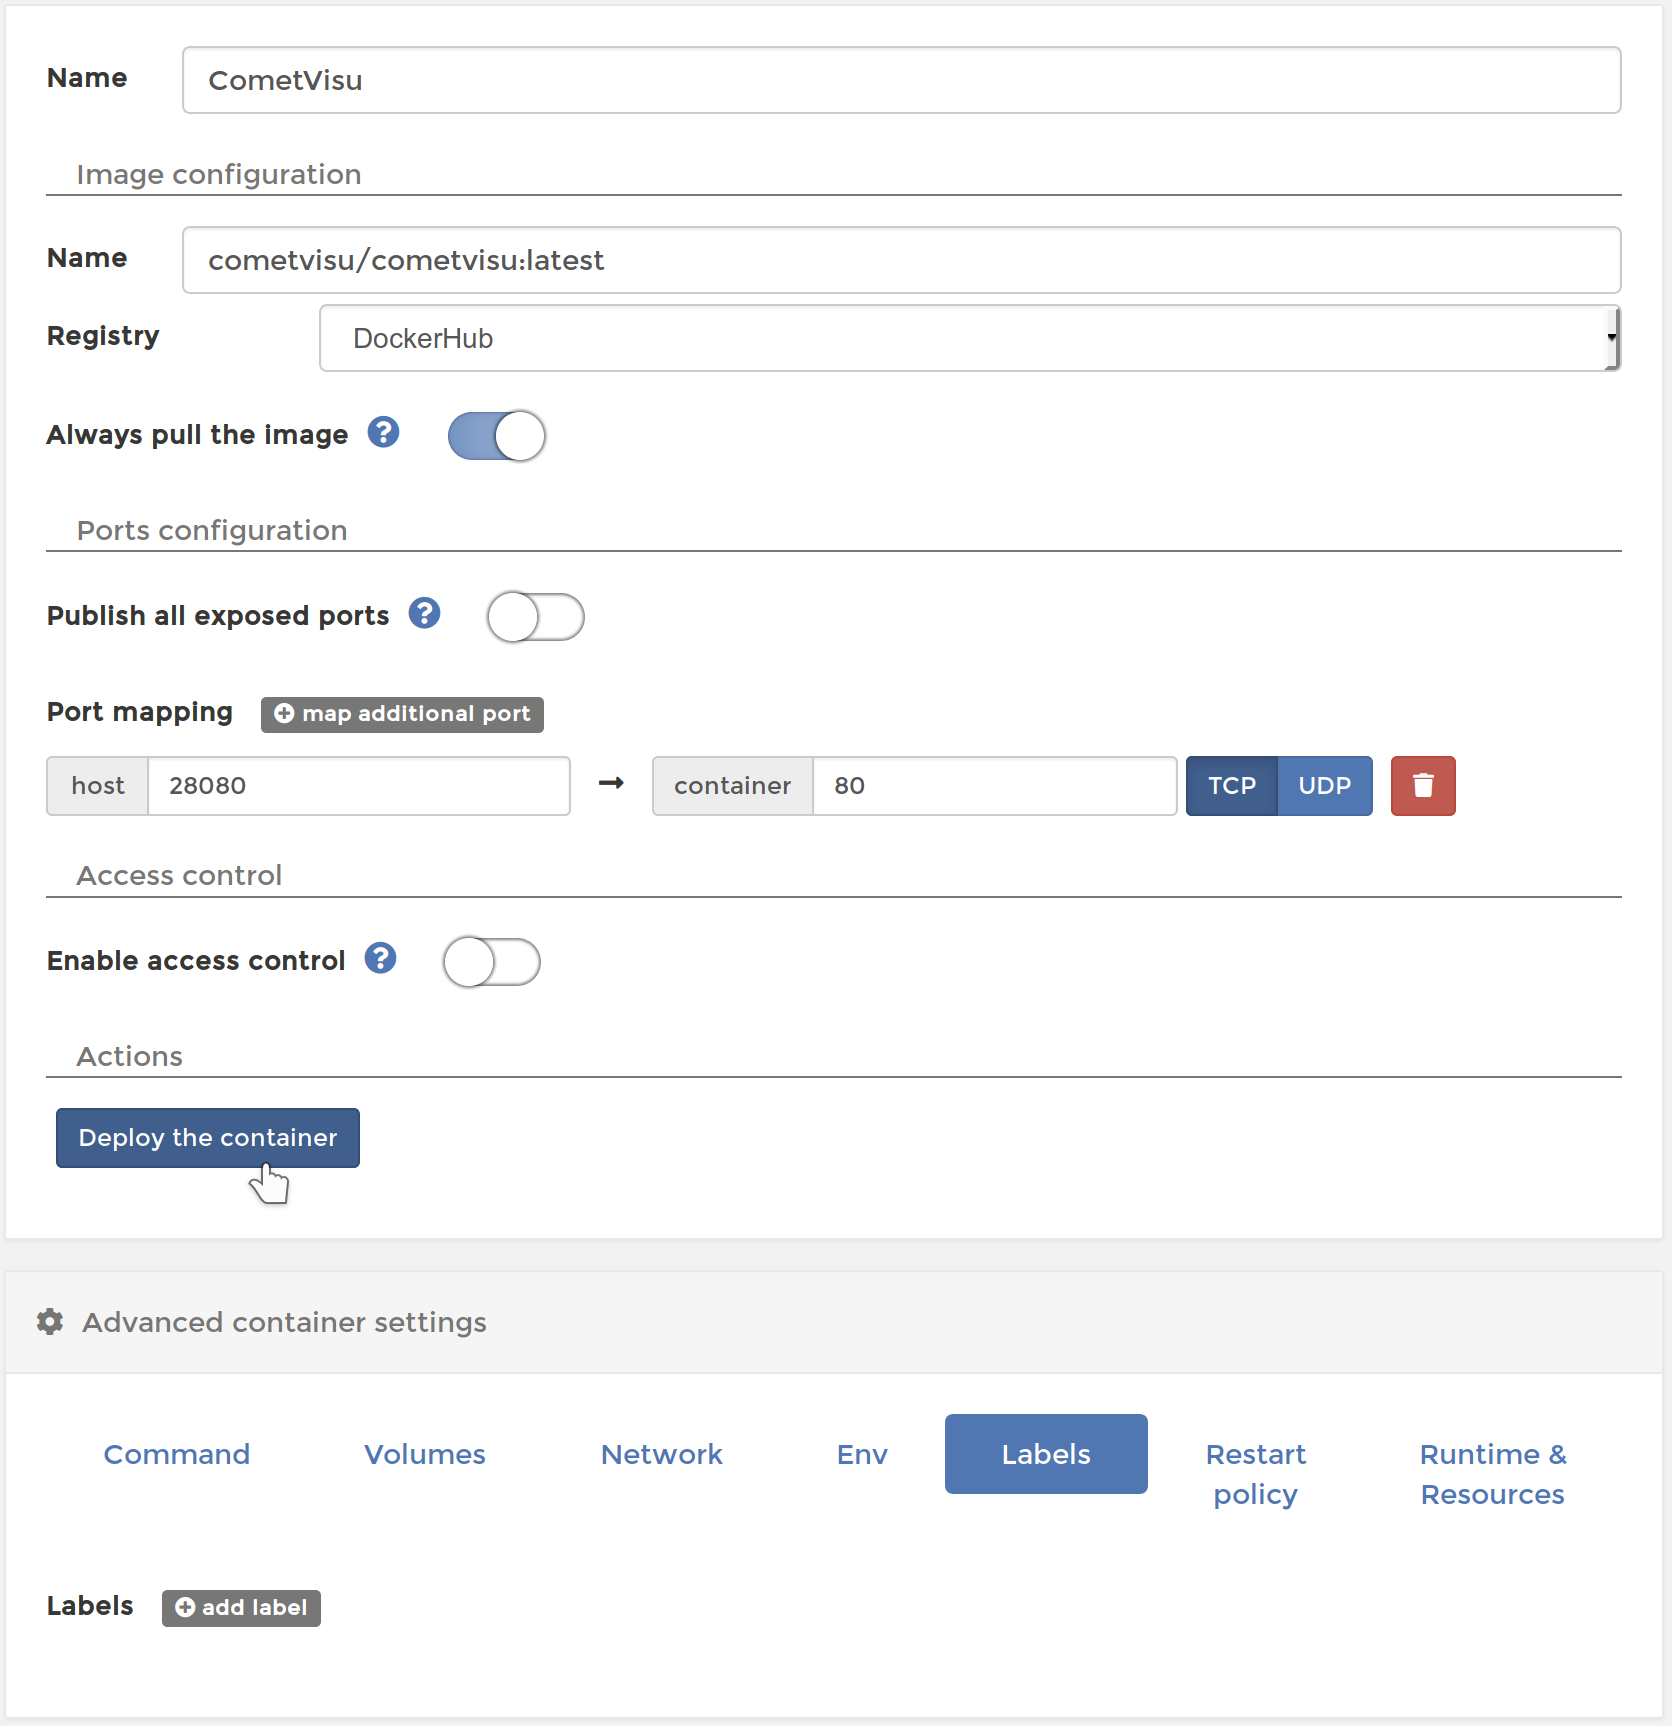 Name CometVisu
Image configuration
Name cometvisu/cometvisu:latest
Registry DockerHub
Always pull the image ?
Ports configuration
Publish all exposed ports ?
Port mapping map additional port
host 28080 → container 80 TCP UDP
Access control
Enable access control ?
Actions
Deploy the container
Advanced container settings
Command Volumes Network Env Labels Restart policy Runtime & Resources
Labels add label